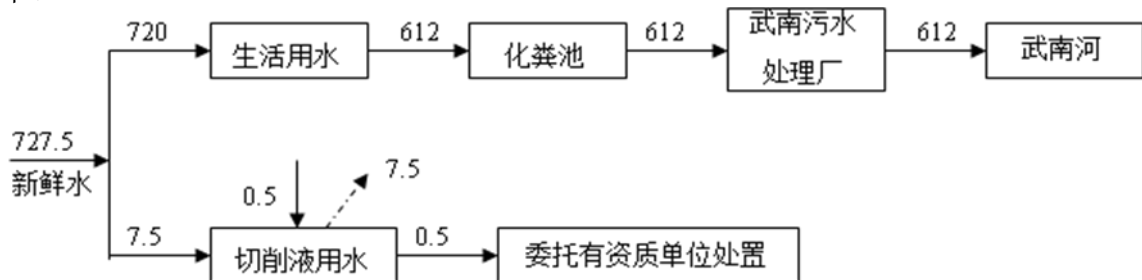 720
生活用水
612
化粪池
612
武南污水
处理厂
612
武南河
727.5
新鲜水
0.5
7.5
7.5
切削液用水
0.5
委托有资质单位处置